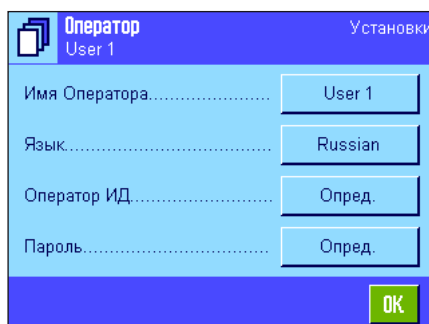 Оператор Установки
User 1
Имя Оператора........................ User 1
Язык......................................... Russian
Оператор ИД............................ Опред.
Пароль..................................... Опред.
OK